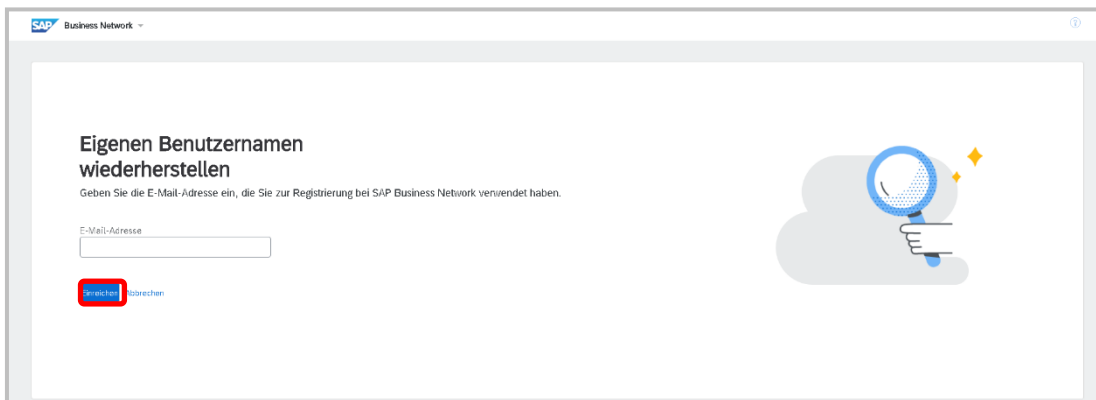 SAP Business Network
Eigenen Benutzernamen
wiederherstellen
Geben Sie die E-Mail-Adresse ein, die Sie zur Registrierung bei SAP Business Network verwendet haben.
E-Mail-Adresse
Einreichen Abbrechen